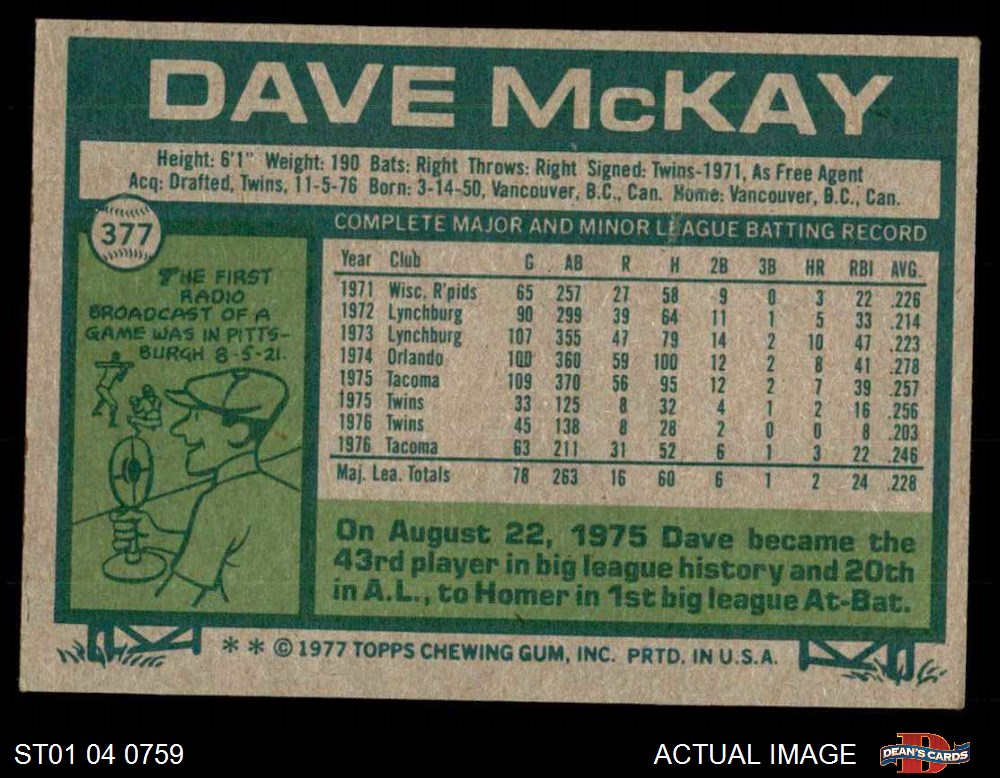 DAVE McKAY
Height: 6'1" Weight: 190 Bats: Right Throws: Right Signed: Twins-1971, As Free Agent
Acq: Drafted, Twins, 11-5-76 Born: 3-14-50, Vancouver, B.C., Can. Home: Vancouver, B.C., Can.
377
THE FIRST
RADIO
BROADCAST OF A
GAME WAS IN PITTS-
BURGH 8-5-21.
COMPLETE MAJOR AND MINOR LEAGUE BATTING RECORD
Year Club G AB R H 2B 3B HR RBI AVG.
1971 Wisc. R'pids 65 257 27 58 9 0 3 22 .226
1972 Lynchburg 90 299 39 64 11 1 5 33 .214
1973 Lynchburg 107 355 47 79 14 2 10 47 .223
1974 Orlando 100 360 59 100 12 2 8 41 .278
1975 Tacoma 109 370 56 95 12 2 7 39 .257
1975 Twins 33 125 8 32 4 1 2 16 .256
1976 Twins 45 138 8 28 2 0 0 8 .203
1976 Tacoma 63 211 31 52 6 1 3 22 .246
Maj. Lea. Totals 78 263 16 60 6 1 2 24 .228
On August 22, 1975 Dave became the
43rd player in big league history and 20th
in A.L., to Homer in 1st big league At-Bat.
* * © 1977 TOPPS CHEWING GUM, INC. PRTD. IN U.S.A.
ST01 04 0759
ACTUAL IMAGE
DEAN'S CARDS